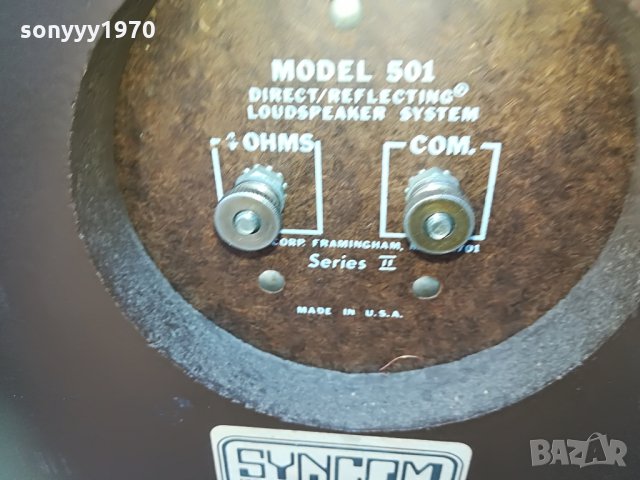 sonyyy1970
MODEL 501
DIRECT/REFLECTING®
LOUDSPEAKER SYSTEM
4 OHMS COM.
CORP. FRAMINGHAM,
Series II
MADE IN U.S.A.
SYNCOM
BAZAR